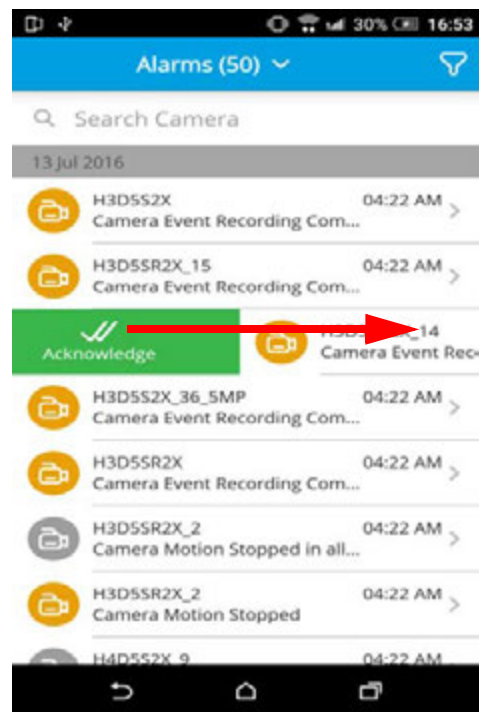 30% 16:53
Alarms (50)
Search Camera
13 Jul 2016
H3D5S2X 04:22 AM
Camera Event Recording Com...
H3D5SR2X_15 04:22 AM
Camera Event Recording Com...
_14
Acknowledge Camera Event Rec
H3D5S2X_36_5MP 04:22 AM
Camera Event Recording Com...
H3D5SR2X 04:22 AM
Camera Event Recording Com...
H3D5SR2X_2 04:22 AM
Camera Motion Stopped in all...
H3D5SR2X_2 04:22 AM
Camera Motion Stopped
H4D5S2X_9 04:22 AM